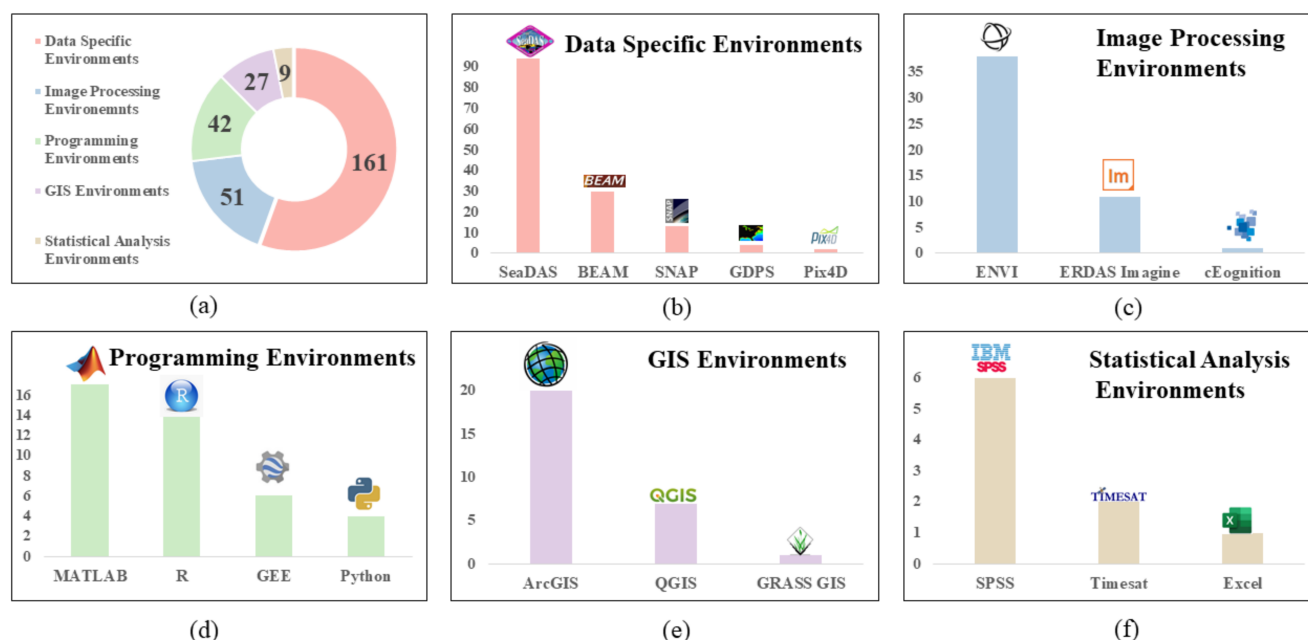 Data Specific
Environments
Image Processing
Environemnts
Programming
Environments
GIS Environments
Statistical Analysis
Environments
9
27
42
51
161
(a)
SeaDAS
Data Specific Environments
90
80
70
60
50
40
30
20
10
0
BEAM
SNAP
Pix4D
SeaDAS BEAM SNAP GDPS Pix4D
(b)
Image Processing
Environments
35
30
25
20
15
10
5
0
Im
ENVI ERDAS Imagine cEognition
(c)
Programming Environments
16
14
12
10
8
6
4
2
0
R
MATLAB R GEE Python
(d)
GIS Environments
20
15
10
5
0
QGIS
ArcGIS QGIS GRASS GIS
(e)
IBM
SPSS
Statistical Analysis
Environments
6
5
4
3
2
1
0
TIMESAT
X
SPSS Timesat Excel
(f)